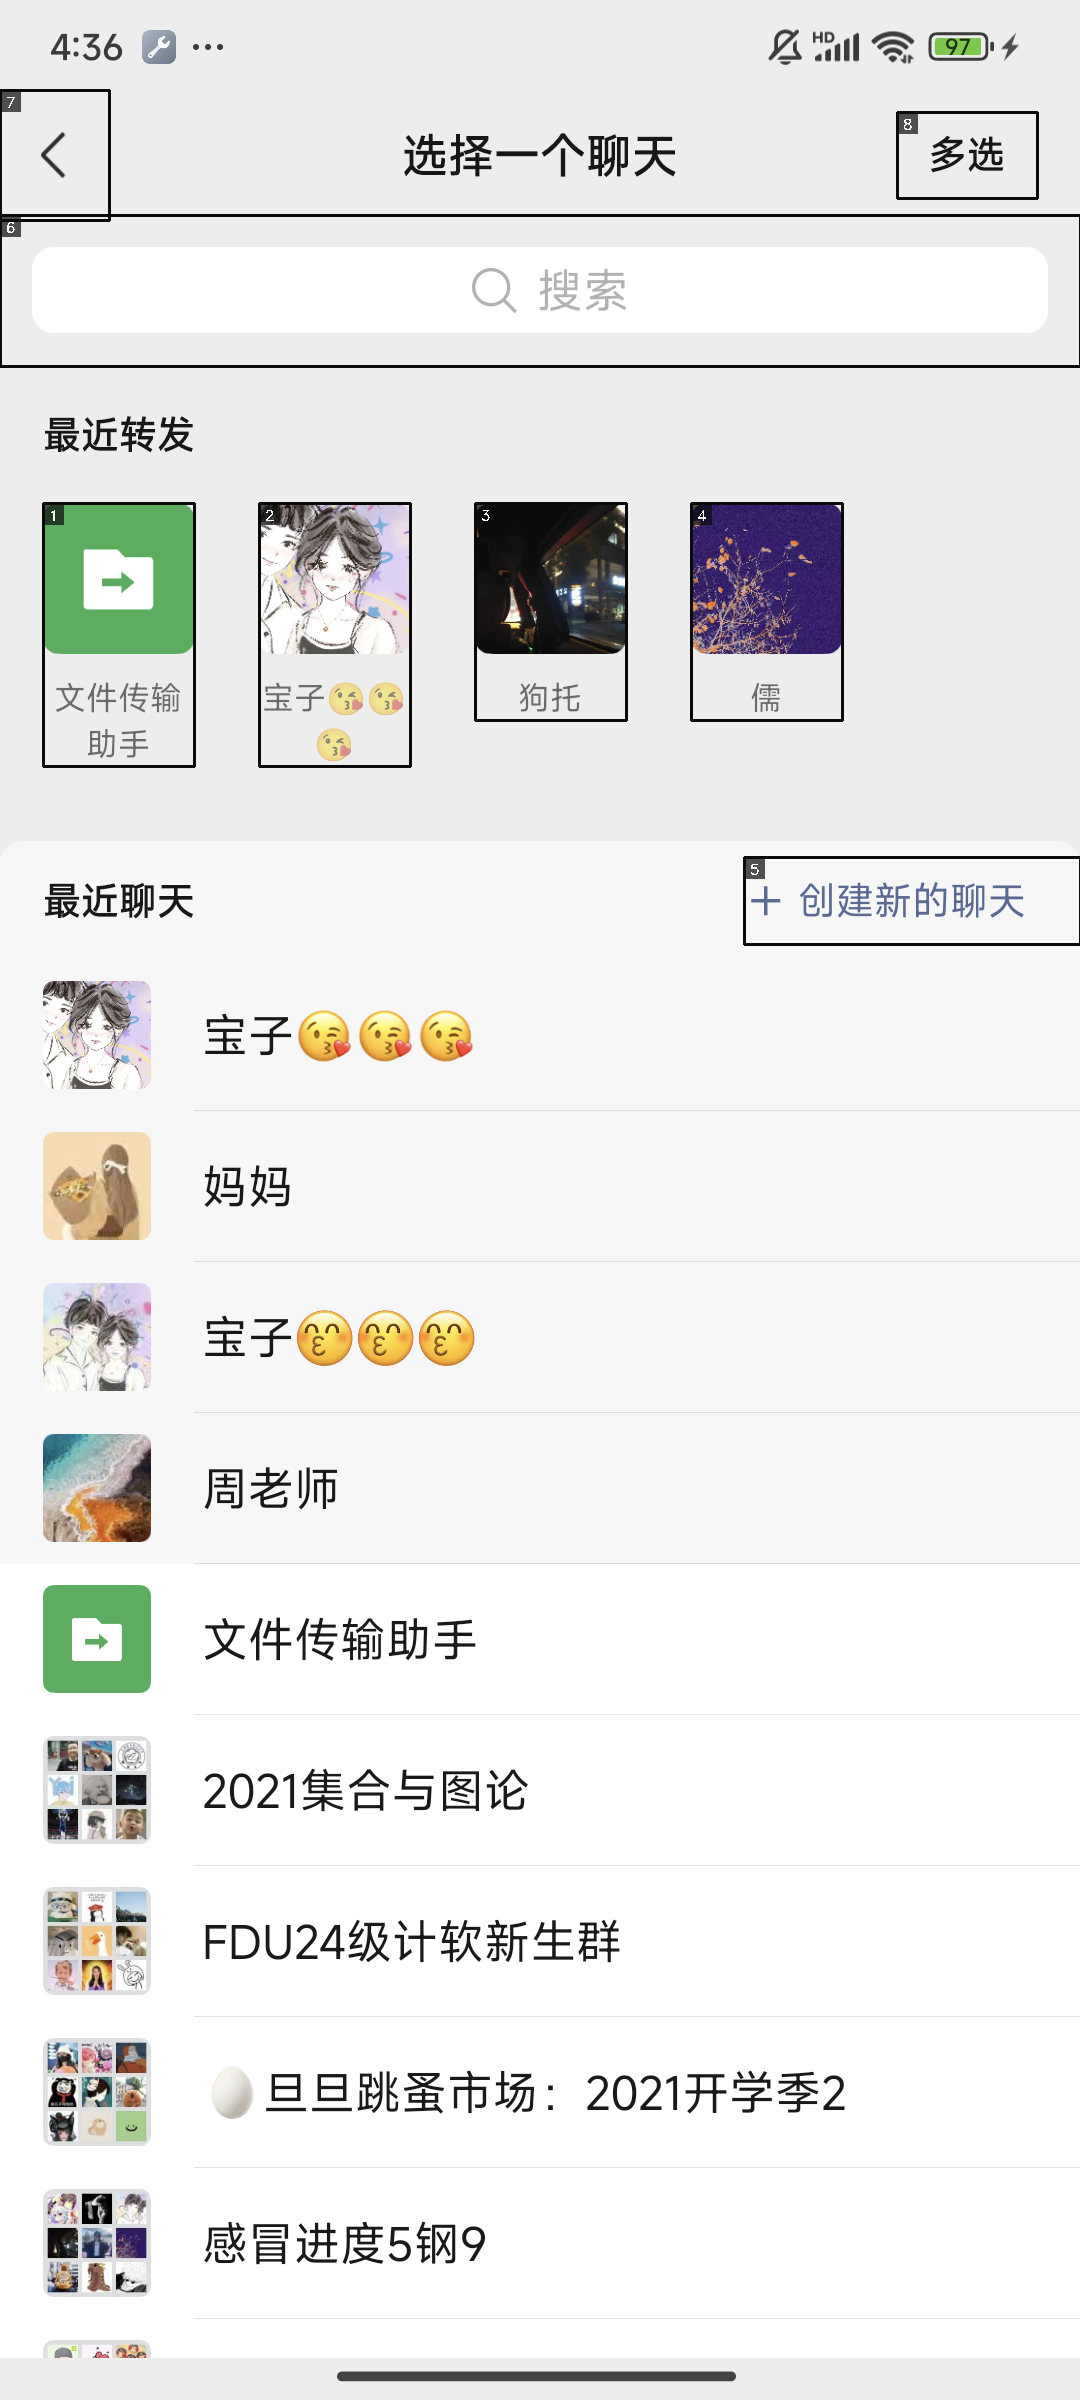 4:36
HD
97
7
选择一个聊天
8
多选
6
搜索
最近转发
1
2
3
4
文件传输
助手
宝子😘😘
😘
狗托
儒
最近聊天
5
+ 创建新的聊天
宝子😘😘😘
妈妈
宝子😙😙😙
周老师
文件传输助手
2021集合与图论
FDU24级计软新生群
🥚旦旦跳蚤市场：2021开学季2
感冒进度5钢9